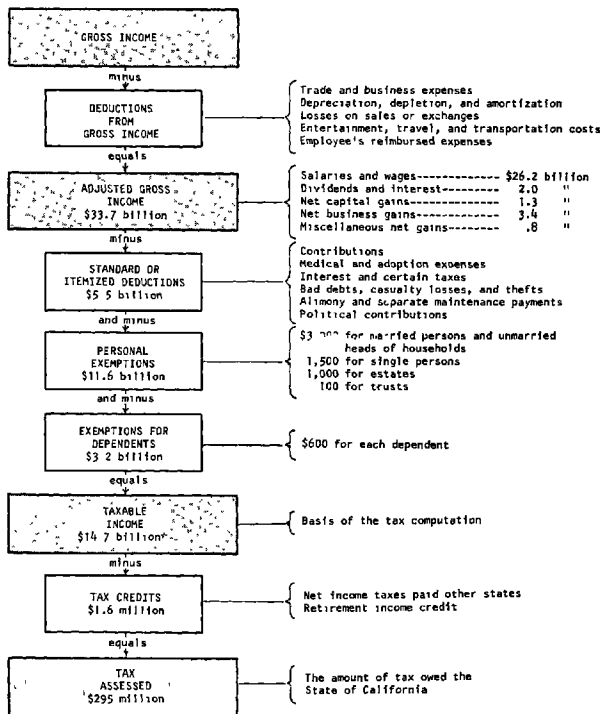 GROSS INCOME
minus
DEDUCTIONS
FROM
GROSS INCOME
Trade and business expenses
Depreciation, depletion, and amortization
Losses on sales or exchanges
Entertainment, travel, and transportation costs
Employee's reimbursed expenses
equals
ADJUSTED GROSS
INCOME
$33.7 billion
Salaries and wages------------- $26.2 billion
Dividends and interest--------- 2.0 "
Net capital gains-------------- 1.3 "
Net business gains------------- 3.4 "
Miscellaneous net gains-------- .8 "
minus
STANDARD OR
ITEMIZED DEDUCTIONS
$5 5 billion
Contributions
Medical and adoption expenses
Interest and certain taxes
Bad debts, casualty losses, and thefts
Alimony and separate maintenance payments
Political contributions
and minus
PERSONAL
EXEMPTIONS
$11.6 billion
for married persons and unmarried
heads of households
1,500 for single persons
1,000 for estates
100 for trusts
and minus
EXEMPTIONS FOR
DEPENDENTS
$3 2 billion
$600 for each dependent
equals
TAXABLE
INCOME
$14 7 billion
Basis of the tax computation
minus
TAX CREDITS
$1.6 million
Net income taxes paid other states
Retirement income credit
equals
TAX
ASSESSED
$295 million
The amount of tax owed the
State of California